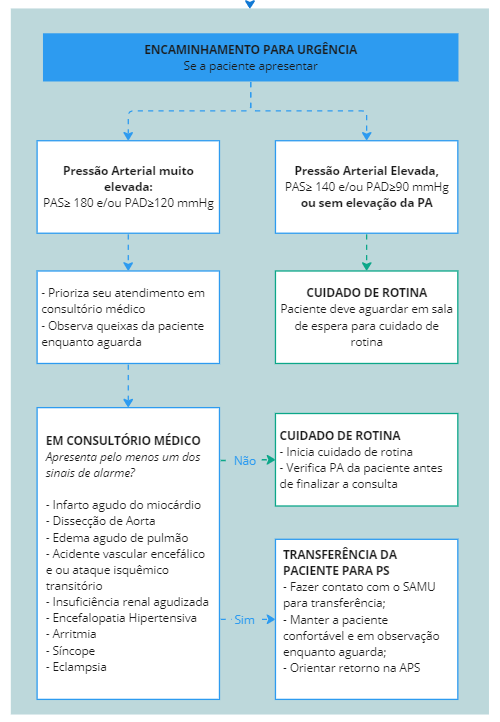 ENCAMINHAMENTO PARA URGÊNCIA
Se a paciente apresentar
Pressão Arterial muito
elevada:
PAS≥ 180 e/ou PAD≥120 mmHg
Pressão Arterial Elevada,
PAS≥ 140 e/ou PAD≥90 mmHg
ou sem elevação da PA
- Prioriza seu atendimento em
consultório médico
- Observa queixas da paciente
enquanto aguarda
CUIDADO DE ROTINA
Paciente deve aguardar em sala
de espera para cuidado de
rotina
EM CONSULTÓRIO MÉDICO
Apresenta pelo menos um dos
sinais de alarme?
- Infarto agudo do miocárdio
- Dissecção de Aorta
- Edema agudo de pulmão
- Acidente vascular encefálico
e ou ataque isquêmico
transitório
- Insuficiência renal agudizada
- Encefalopatia Hipertensiva
- Arritmia
- Síncope
- Eclampsia
Não
CUIDADO DE ROTINA
- Inicia cuidado de rotina
- Verifica PA da paciente antes
de finalizar a consulta
Sim
TRANSFERÊNCIA DA
PACIENTE PARA PS
- Fazer contato com o SAMU
para transferência;
- Manter a paciente
confortável e em observação
enquanto aguarda;
- Orientar retorno na APS